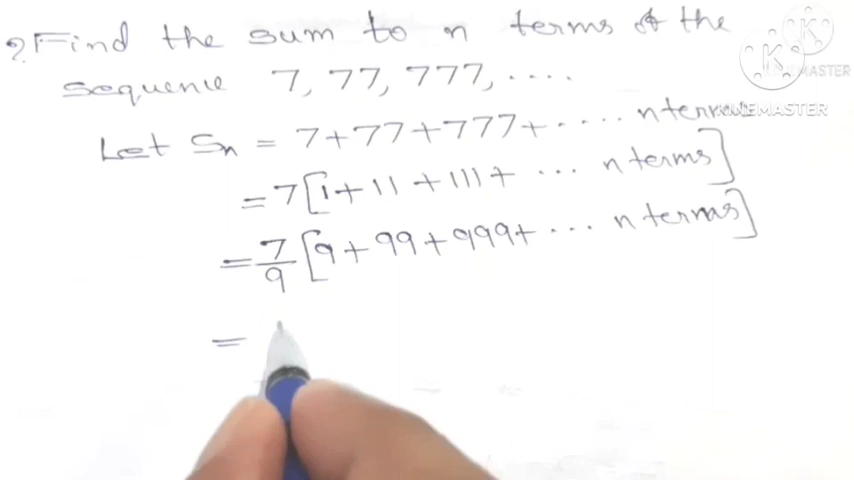 ? Find the sum to n terms of the
sequence 7, 77, 777, ....
Let Sn = 7+77+777+ .... n terms
= 7[1+11+111+ ... n terms]
= 7/9 [9+99+999+ ... n terms]
=
K
KINEMASTER
K
KINEMASTER